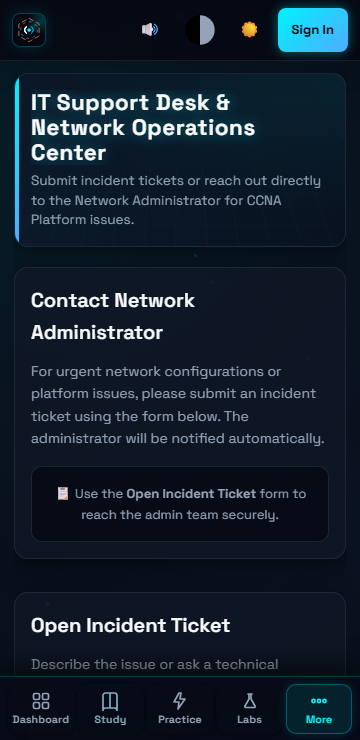 Sign In
IT Support Desk &
Network Operations
Center
Submit incident tickets or reach out directly
to the Network Administrator for CCNA
Platform issues.
Contact Network
Administrator
For urgent network configurations or
platform issues, please submit an incident
ticket using the form below. The
administrator will be notified automatically.
Use the Open Incident Ticket form to
reach the admin team securely.
Open Incident Ticket
Describe the issue or ask a technical
Dashboard
Study
Practice
Labs
More